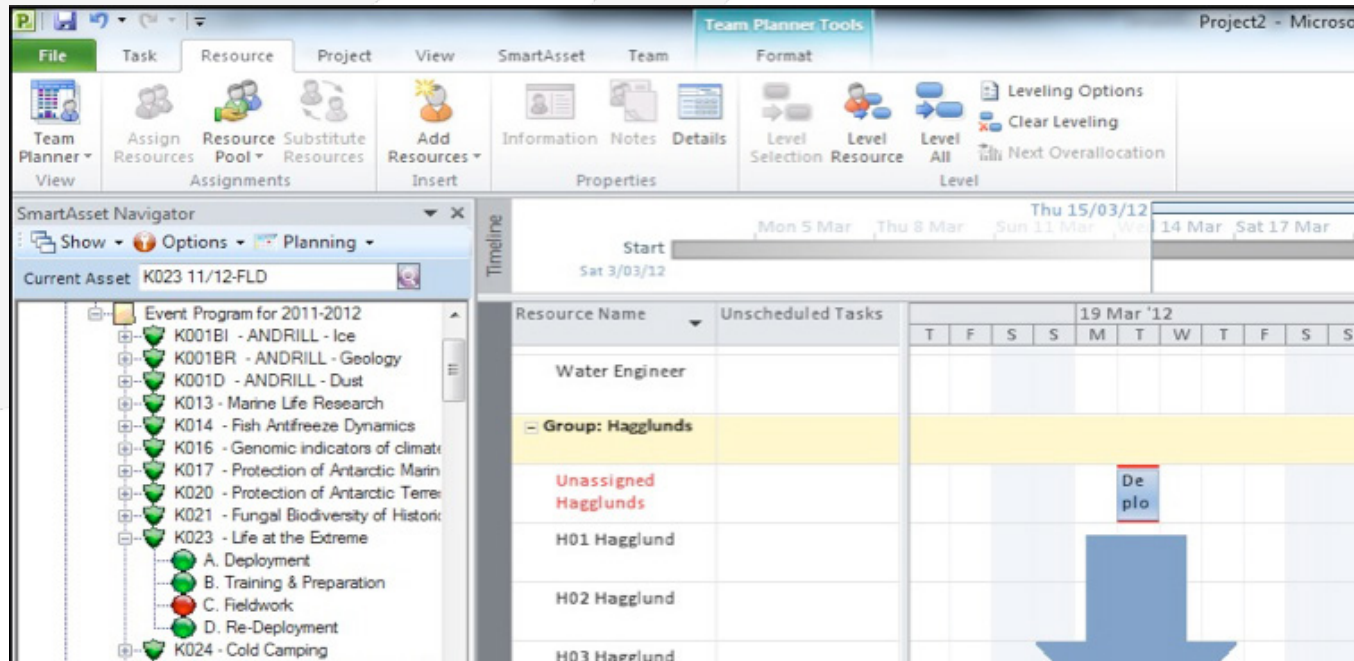 Team Planner Tools
Project2 - Microso
File Task Resource Project View SmartAsset Team Format
Team Planner
Assign Resources
Resource Pool
Substitute Resources
Add Resources
Information
Notes
Details
Level Selection
Level Resource
Level All
Leveling Options
Clear Leveling
Next Overallocation
View Assignments Insert Properties Level
SmartAsset Navigator
Show Options Planning
Current Asset K023 11/12-FLD
Event Program for 2011-2012
K001BI - ANDRILL - Ice
K001BR - ANDRILL - Geology
K001D - ANDRILL - Dust
K013 - Marine Life Research
K014 - Fish Antifreeze Dynamics
K016 - Genomic indicators of climate
K017 - Protection of Antarctic Marin
K020 - Protection of Antarctic Terres
K021 - Fungal Biodiversity of Historic
K023 - Life at the Extreme
A. Deployment
B. Training & Preparation
C. Fieldwork
D. Re-Deployment
K024 - Cold Camping
Timeline
Thu 15/03/12
Mon 5 Mar Thu 8 Mar Sun 11 Mar Wed 14 Mar Sat 17 Mar
Start
Sat 3/03/12
Resource Name Unscheduled Tasks
19 Mar '12
T F S S M T W T F S S
Water Engineer
Group: Hagglunds
Unassigned
Hagglunds
De
plo
H01 Hagglund
H02 Hagglund
H03 Hagglund